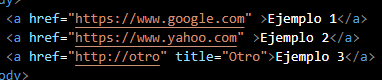 <a href="https://www.google.com" >Ejemplo 1</a>
<a href="https://www.yahoo.com" >Ejemplo 2</a>
<a href="http://otro" title="Otro">Ejemplo 3</a>
body>